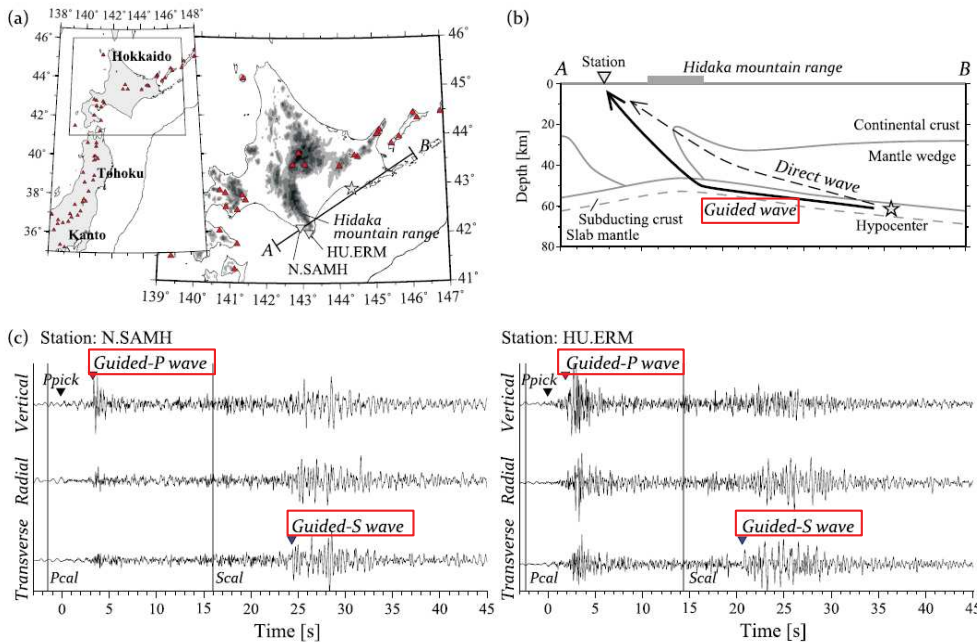 (a)
138° 140° 142° 144° 146° 148°
46°
44°
42°
40°
38°
36°
Hokkaido
Tohoku
Kanto
46°
45°
44°
43°
42°
41°
139° 140° 141° 142° 143° 144° 145° 146° 147°
A
B
Hidaka
mountain range
HU.ERM
N.SAMH
(b)
A
Station
Hidaka mountain range
B
Depth [km]
0
20
40
60
80
Continental crust
Mantle wedge
Direct wave
Guided wave
Subducting crust
Slab mantle
Hypocenter
(c)
Station: N.SAMH
Guided-P wave
Ppick
Vertical
Radial
Transverse
Guided-S wave
Pcal
Scal
0 5 10 15 20 25 30 35 40 45
Time [s]
Station: HU.ERM
Guided-P wave
Ppick
Vertical
Radial
Transverse
Guided-S wave
Pcal
Scal
0 5 10 15 20 25 30 35 40 45
Time [s]